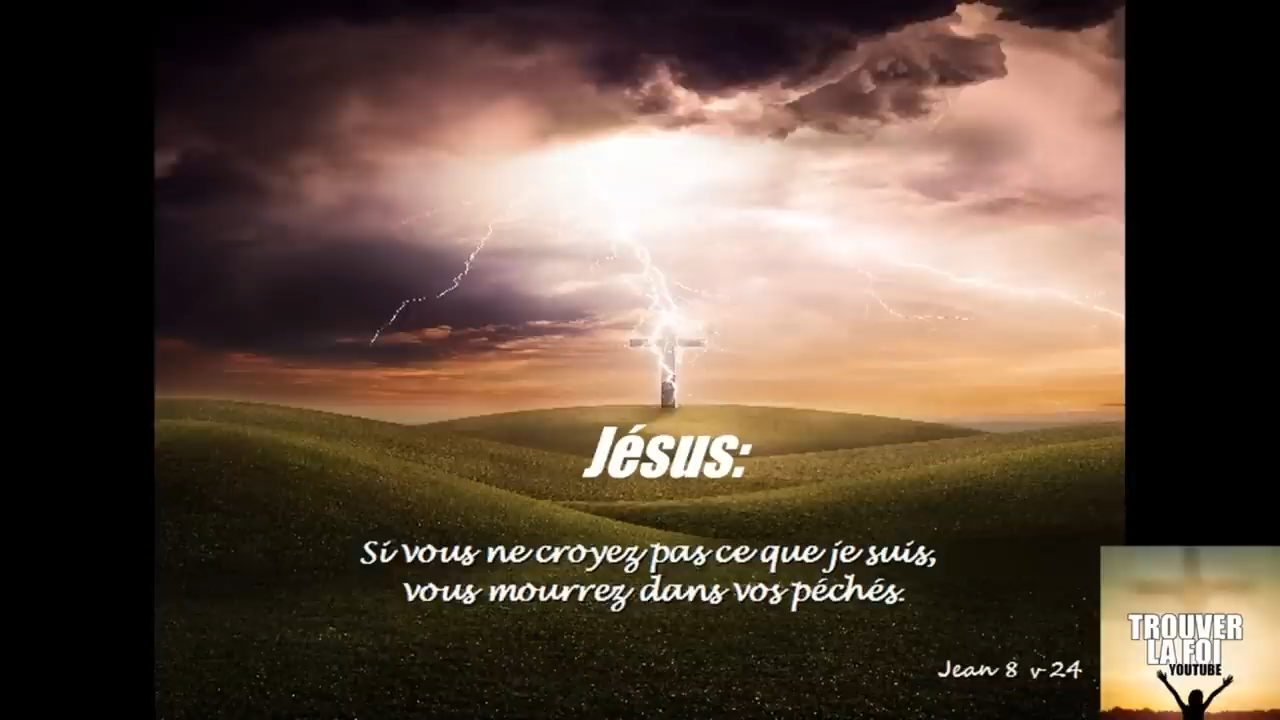 Jésus:
Si vous ne croyez pas ce que je suis,
vous mourrez dans vos péchés.
Jean 8 v 24
TROUVER
LA FOI
YOUTUBE